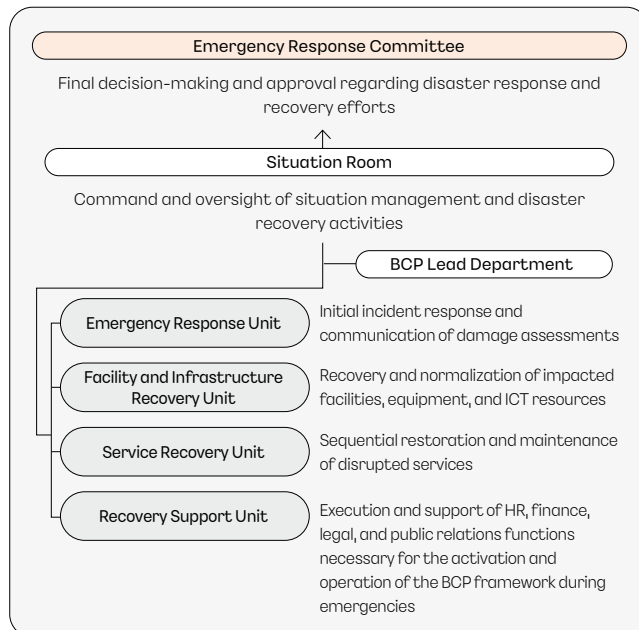 Emergency Response Committee
Final decision-making and approval regarding disaster response and
recovery efforts
Situation Room
Command and oversight of situation management and disaster
recovery activities
BCP Lead Department
Emergency Response Unit
Initial incident response and
communication of damage assessments
Facility and Infrastructure
Recovery Unit
Recovery and normalization of impacted
facilities, equipment, and ICT resources
Service Recovery Unit
Sequential restoration and maintenance
of disrupted services
Recovery Support Unit
Execution and support of HR, finance,
legal, and public relations functions
necessary for the activation and
operation of the BCP framework during
emergencies